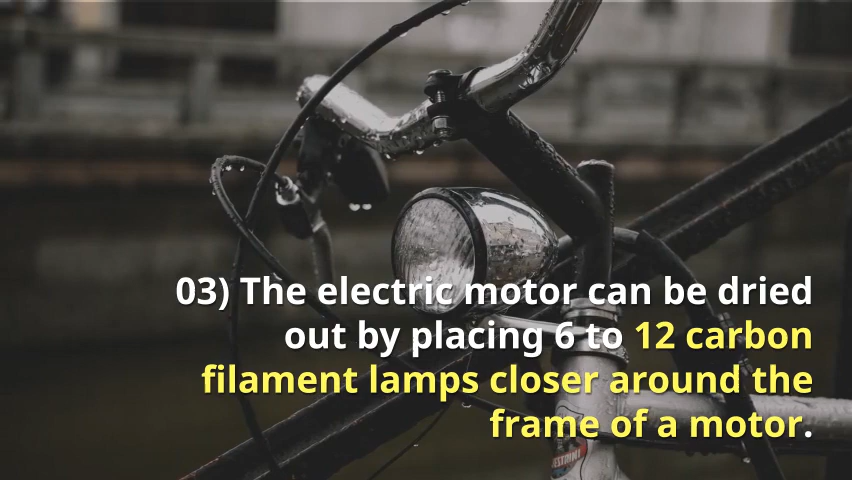 03) The electric motor can be dried
out by placing 6 to 12 carbon
filament lamps closer around the
frame of a motor.